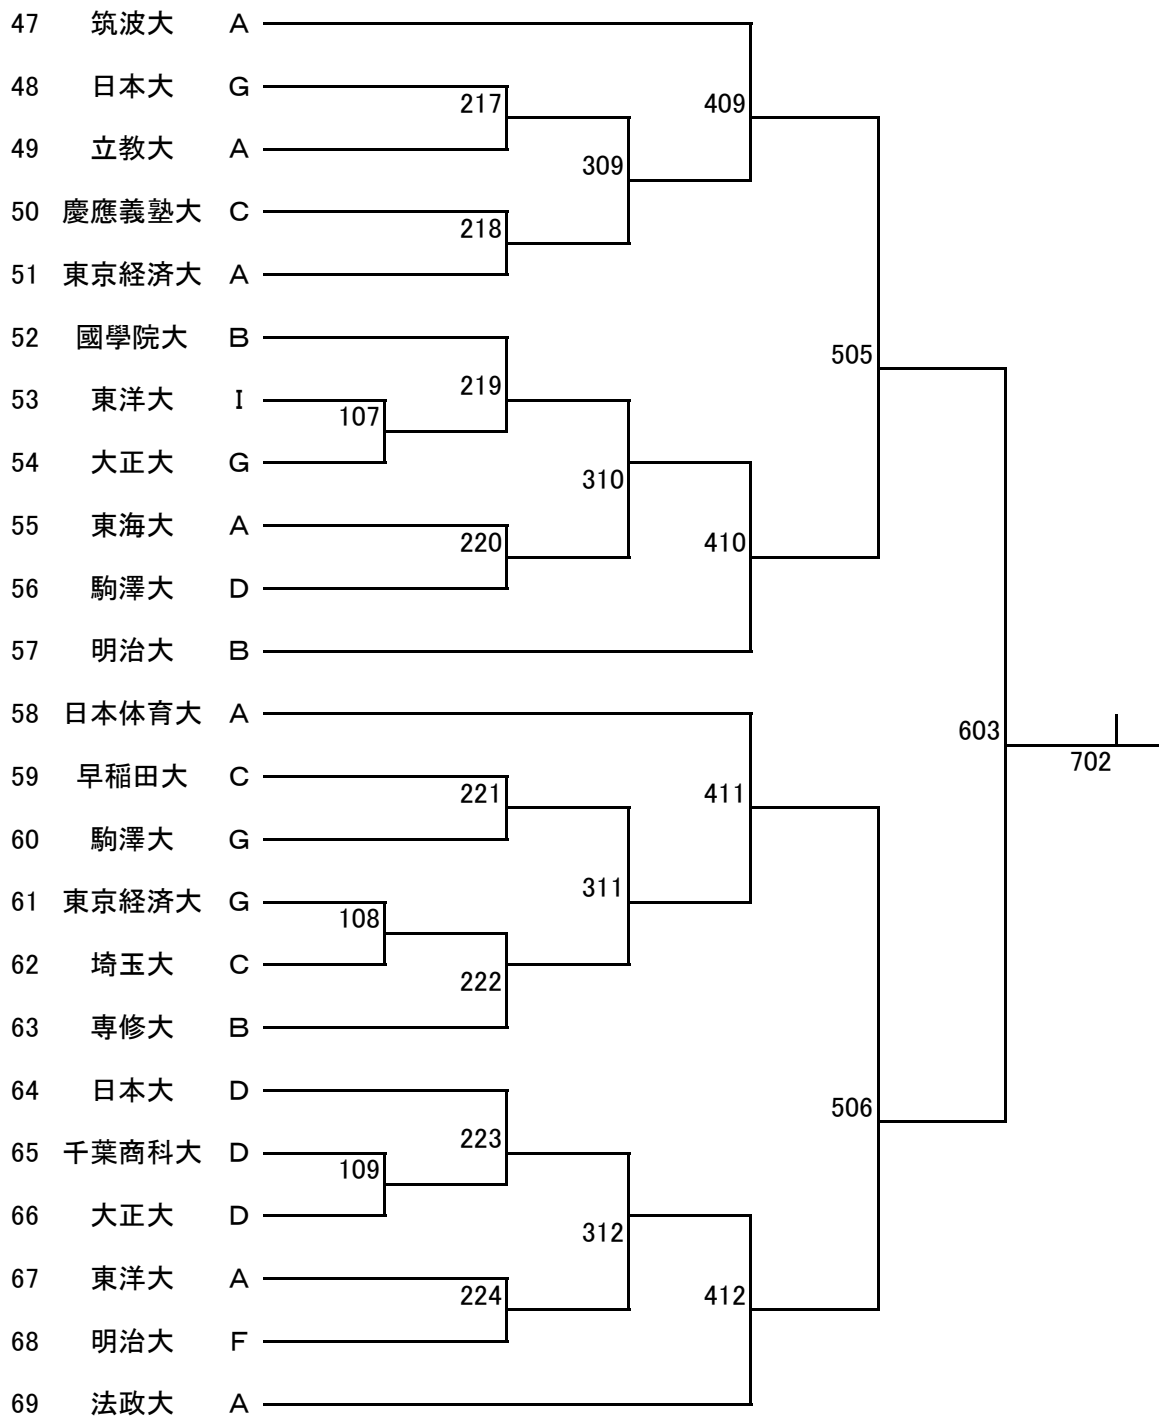 47 筑波大 A
48 日本大 G
217
409
49 立教大 A
309
50 慶應義塾大 C
218
51 東京経済大 A
52 國學院大 B
505
53 東洋大 I
219
107
54 大正大 G
310
55 東海大 A
220
410
56 駒澤大 D
57 明治大 B
58 日本体育大 A
603
702
59 早稲田大 C
221
411
60 駒澤大 G
311
61 東京経済大 G
108
62 埼玉大 C
222
63 専修大 B
64 日本大 D
506
223
65 千葉商科大 D
109
66 大正大 D
312
67 東洋大 A
224
412
68 明治大 F
69 法政大 A